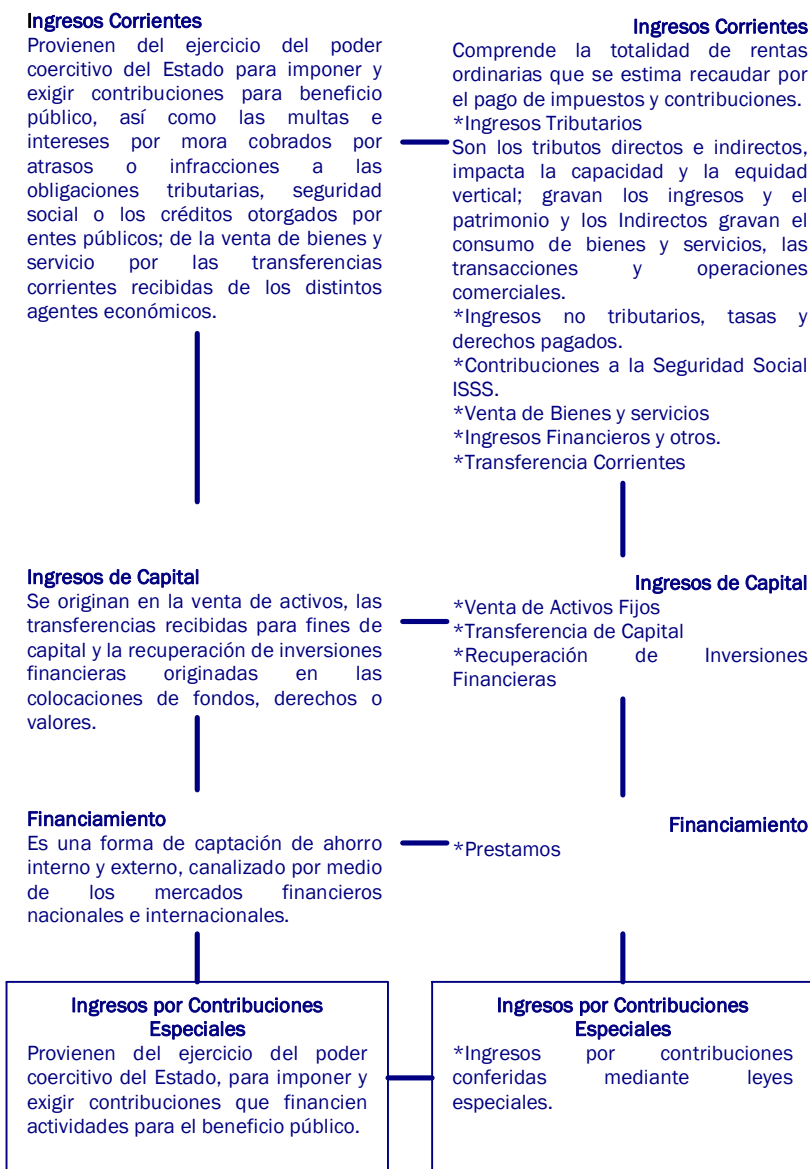 Ingresos Corrientes
Provienen del ejercicio del poder
coercitivo del Estado para imponer y
exigir contribuciones para beneficio
público, así como las multas e
intereses por mora cobrados por
atrasos o infracciones a las
obligaciones tributarias, seguridad
social o los créditos otorgados por
entes públicos; de la venta de bienes y
servicio por las transferencias
corrientes recibidas de los distintos
agentes económicos.
Ingresos Corrientes
Comprende la totalidad de rentas
ordinarias que se estima recaudar por
el pago de impuestos y contribuciones.
*Ingresos Tributarios
Son los tributos directos e indirectos,
impacta la capacidad y la equidad
vertical; gravan los ingresos y el
patrimonio y los Indirectos gravan el
consumo de bienes y servicios, las
transacciones y operaciones
comerciales.
*Ingresos no tributarios, tasas y
derechos pagados.
*Contribuciones a la Seguridad Social
ISSS.
*Venta de Bienes y servicios
*Ingresos Financieros y otros.
*Transferencia Corrientes
Ingresos de Capital
Se originan en la venta de activos, las
transferencias recibidas para fines de
capital y la recuperación de inversiones
financieras originadas en las
colocaciones de fondos, derechos o
valores.
Ingresos de Capital
*Venta de Activos Fijos
*Transferencia de Capital
*Recuperación de Inversiones
Financieras
Financiamiento
Es una forma de captación de ahorro
interno y externo, canalizado por medio
de los mercados financieros
nacionales e internacionales.
Financiamiento
*Prestamos
Ingresos por Contribuciones
Especiales
Provienen del ejercicio del poder
coercitivo del Estado, para imponer y
exigir contribuciones que financien
actividades para el beneficio público.
Ingresos por Contribuciones
Especiales
*Ingresos por contribuciones
conferidas mediante leyes
especiales.